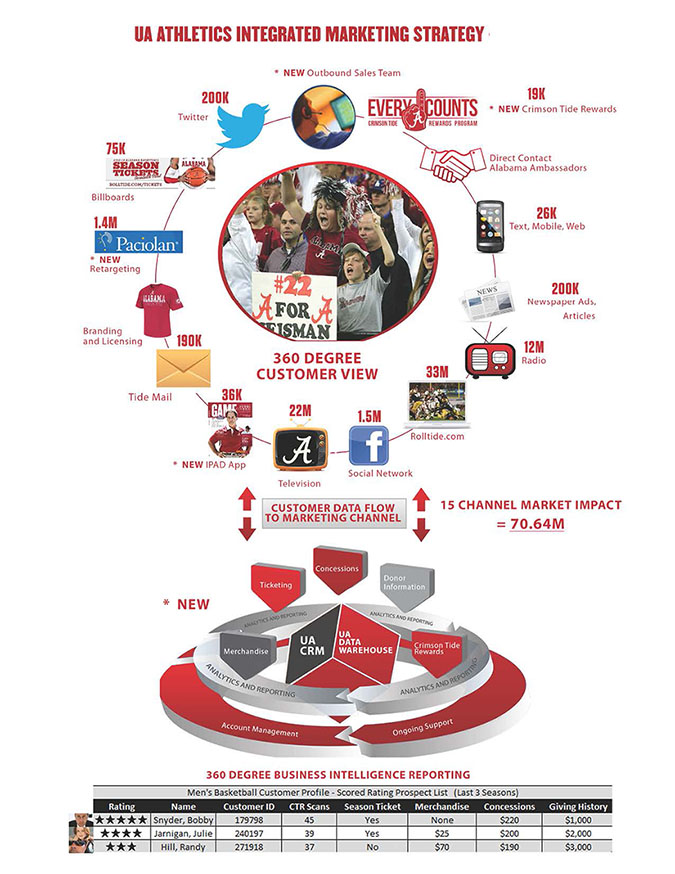 UA ATHLETICS INTEGRATED MARKETING STRATEGY
* NEW Outbound Sales Team
200K
Twitter
EVERY COUNTS
CRIMSON TIDE REWARDS PROGRAM
19K
* NEW Crimson Tide Rewards
75K
SEASON
TICKETS
ROLLTIDE.COM/TICKETS
ALABAMA
Billboards
Direct Contact
Alabama Ambassadors
1.4M
Paciolan
* NEW
Retargeting
26K
Text, Mobile, Web
ALABAMA
Branding
and Licensing
NEWS
200K
Newspaper Ads,
Articles
#22
A FOR A
EISMAN
360 DEGREE
CUSTOMER VIEW
190K
Tide Mail
12M
Radio
36K
GAME
* NEW IPAD App
22M
A
Television
1.5M
f
Social Network
33M
Rolltide.com
CUSTOMER DATA FLOW
TO MARKETING CHANNEL
15 CHANNEL MARKET IMPACT
= 70.64M
* NEW
Ticketing
Concessions
Donor
Information
ANALYTICS AND REPORTING
ANALYTICS AND REPORTING
Merchandise
UA
CRM
UA
DATA
WAREHOUSE
Crimson Tide
Rewards
ANALYTICS AND REPORTING
ANALYTICS AND REPORTING
Account Management
Ongoing Support
360 DEGREE BUSINESS INTELLIGENCE REPORTING
Men's Basketball Customer Profile - Scored Rating Prospect List (Last 3 Seasons)
Rating Name Customer ID CTR Scans Season Ticket Merchandise Concessions Giving History
★★★★★ Snyder, Bobby 179798 45 Yes None $220 $1,000
★★★★ Jarnigan, Julie 240197 39 Yes $25 $200 $2,000
★★★ Hill, Randy 271918 37 No $70 $190 $3,000